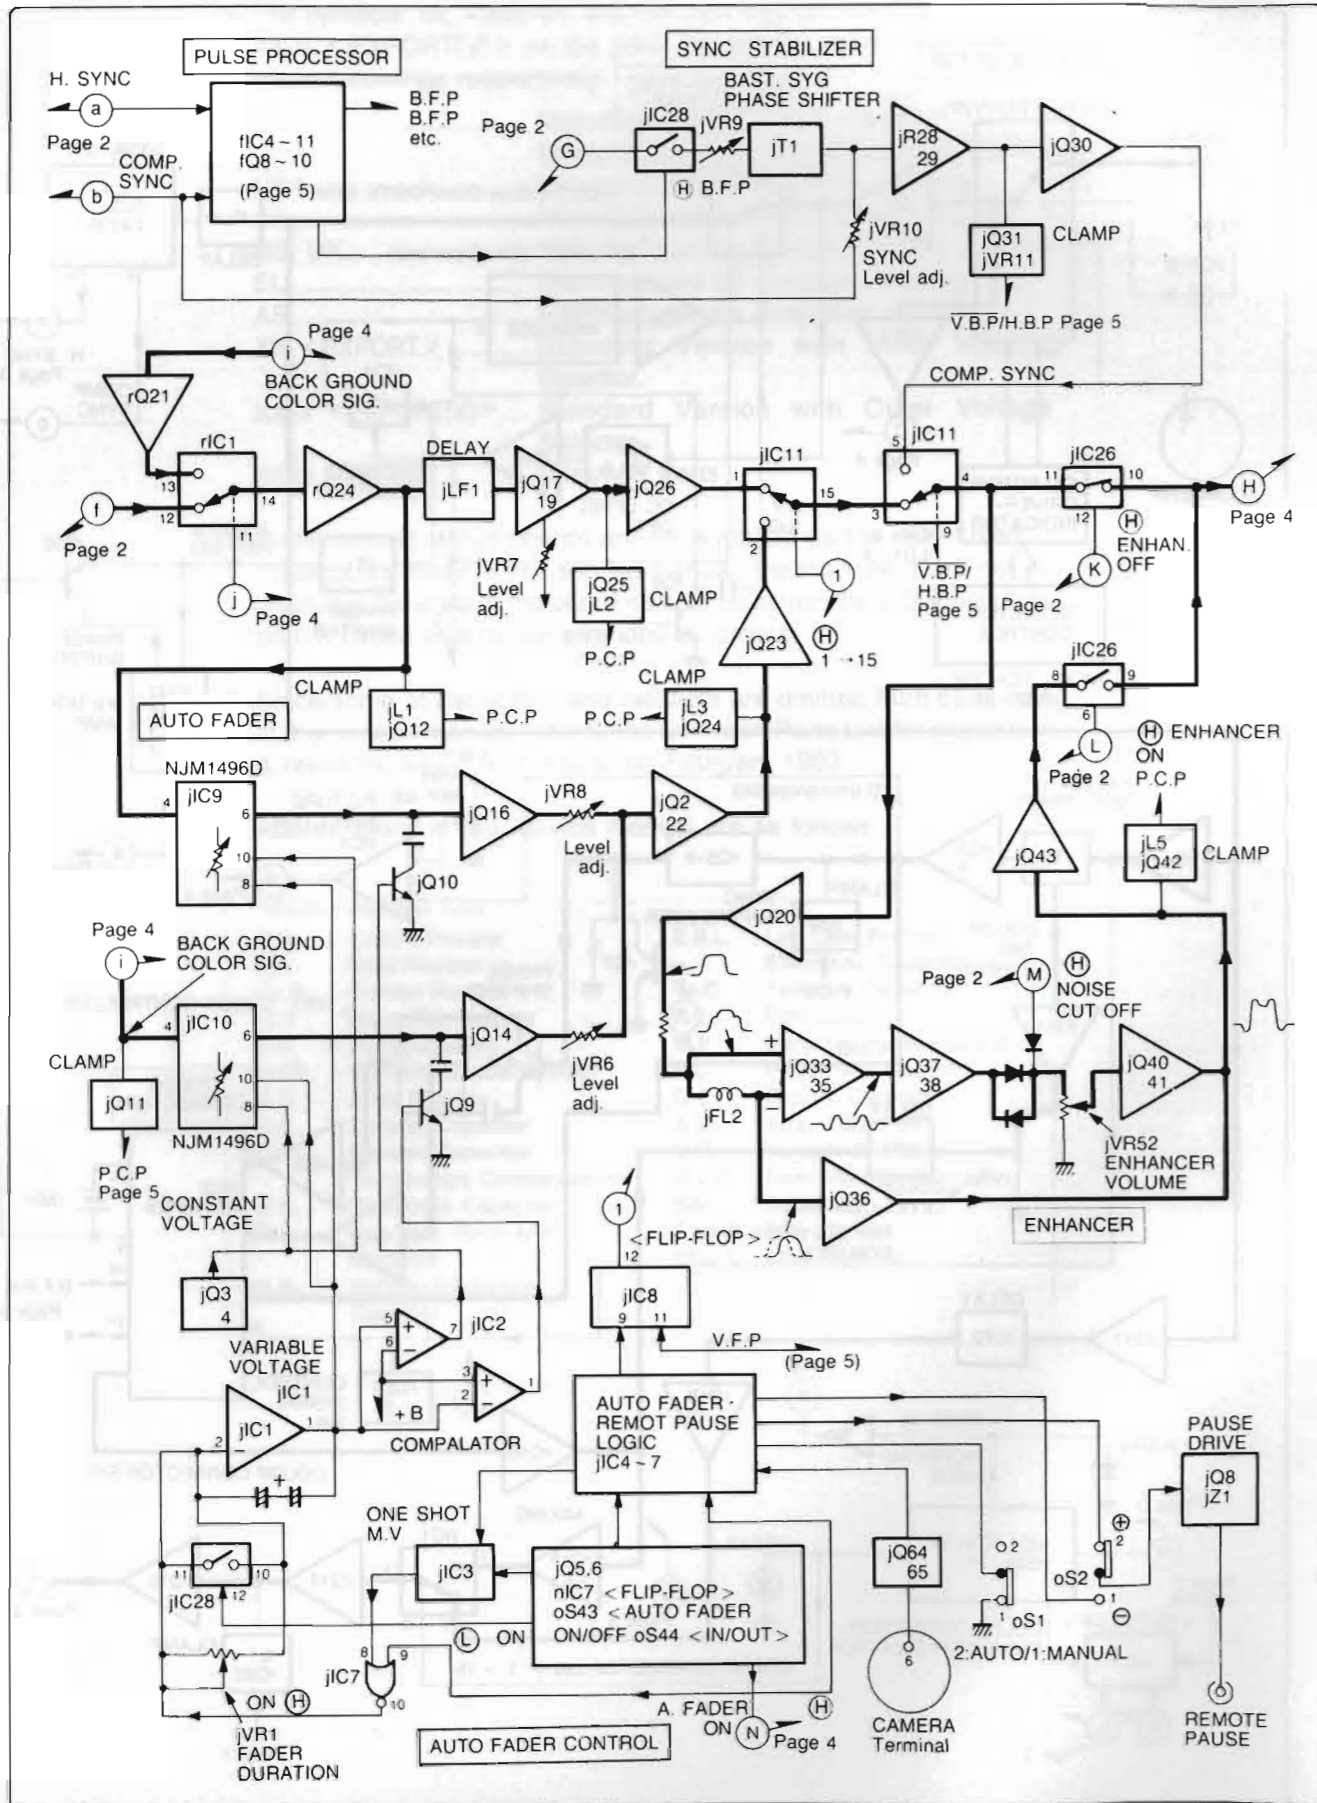 PULSE PROCESSOR
SYNC STABILIZER
H. SYNC
a
Page 2
COMP.
SYNC
b
fIC4 ~ 11
fQ8 ~ 10
(Page 5)
B.F.P
B.F.P
etc.
BAST. SYG
PHASE SHIFTER
Page 2
G
jIC28
jVR9
jT1
H B.F.P
jR28
29
jQ30
jVR10
SYNC
Level adj.
jQ31
jVR11
CLAMP
V.B.P/H.B.P Page 5
COMP. SYNC
Page 4
i
BACK GROUND
COLOR SIG.
rQ21
rIC1
13
12
14
11
f
Page 2
j
Page 4
rQ24
DELAY
jLF1
jQ17
19
jVR7
Level
adj.
jQ26
jQ25
jL2
CLAMP
P.C.P
jIC11
1
15
2
1
H
1 → 15
jQ23
jIC11
5
4
3
9
V.B.P/
H.B.P
Page 5
jIC26
11
10
12
H
ENHAN.
OFF
K
Page 2
H
Page 4
jIC26
8
9
6
L
Page 2
H ENHANCER
ON
P.C.P
AUTO FADER
CLAMP
jL1
jQ12
P.C.P
CLAMP
P.C.P
jL3
jQ24
NJM1496D
jIC9
4
6
10
8
jQ16
jVR8
Level
adj.
jQ2
22
jQ10
jQ43
jL5
jQ42
CLAMP
Page 4
i
BACK GROUND
COLOR SIG.
jQ20
4
jIC10
6
10
8
NJM1496D
CLAMP
jQ11
P.C.P
Page 5
jQ14
jVR6
Level
adj.
jQ9
Page 2
M
H
NOISE
CUT OFF
+
−
jQ33
35
jFL2
jQ37
38
jQ40
41
jVR52
ENHANCER
VOLUME
jQ36
ENHANCER
CONSTANT
VOLTAGE
jQ3
4
1
<FLIP-FLOP>
12
jIC8
9
11
V.F.P
(Page 5)
jIC2
5
+
6
−
7
3
+
2
−
1
+B
COMPALATOR
VARIABLE
VOLTAGE
jIC1
jIC1
2
−
1
+
AUTO FADER ·
REMOT PAUSE
LOGIC
jIC4 ~ 7
PAUSE
DRIVE
jQ8
jZ1
ONE SHOT
M.V
jIC3
jQ5,6
nIC7 <FLIP-FLOP>
oS43 <AUTO FADER
ON/OFF oS44 <IN/OUT>
jQ64
65
2
1
oS1
2
oS2
1
+
−
2:AUTO/1:MANUAL
11
10
12
jIC28
L ON
8
9
jIC7
10
ON H
jVR1
FADER
DURATION
AUTO FADER CONTROL
A. FADER
ON
N
Page 4
H
6
CAMERA
Terminal
REMOTE
PAUSE